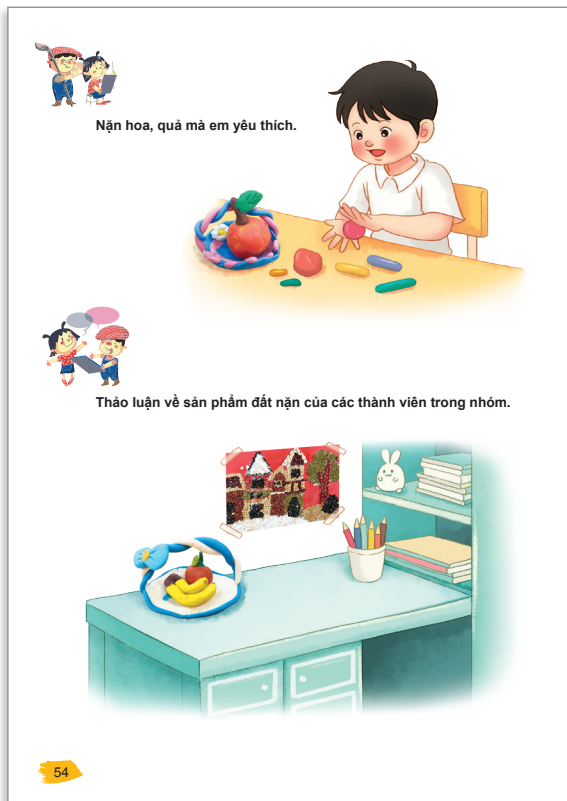 Nặn hoa, quả mà em yêu thích.
Thảo luận về sản phẩm đất nặn của các thành viên trong nhóm.
54